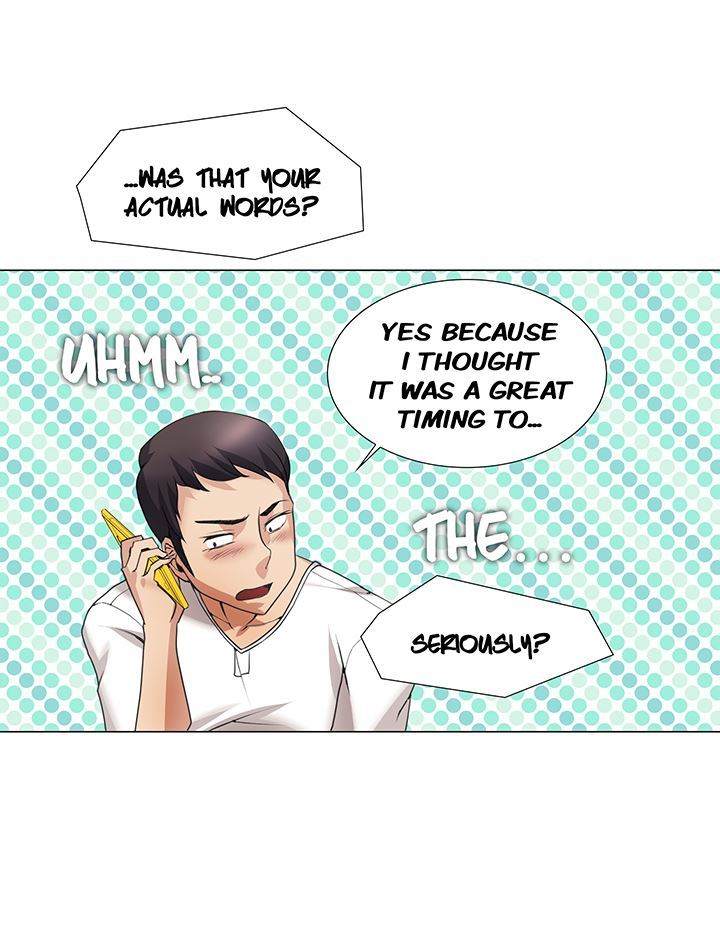 ...WAS THAT YOUR
ACTUAL WORDS?
UHMM..
YES BECAUSE
I THOUGHT
IT WAS A GREAT
TIMING TO...
THE...
SERIOUSLY?